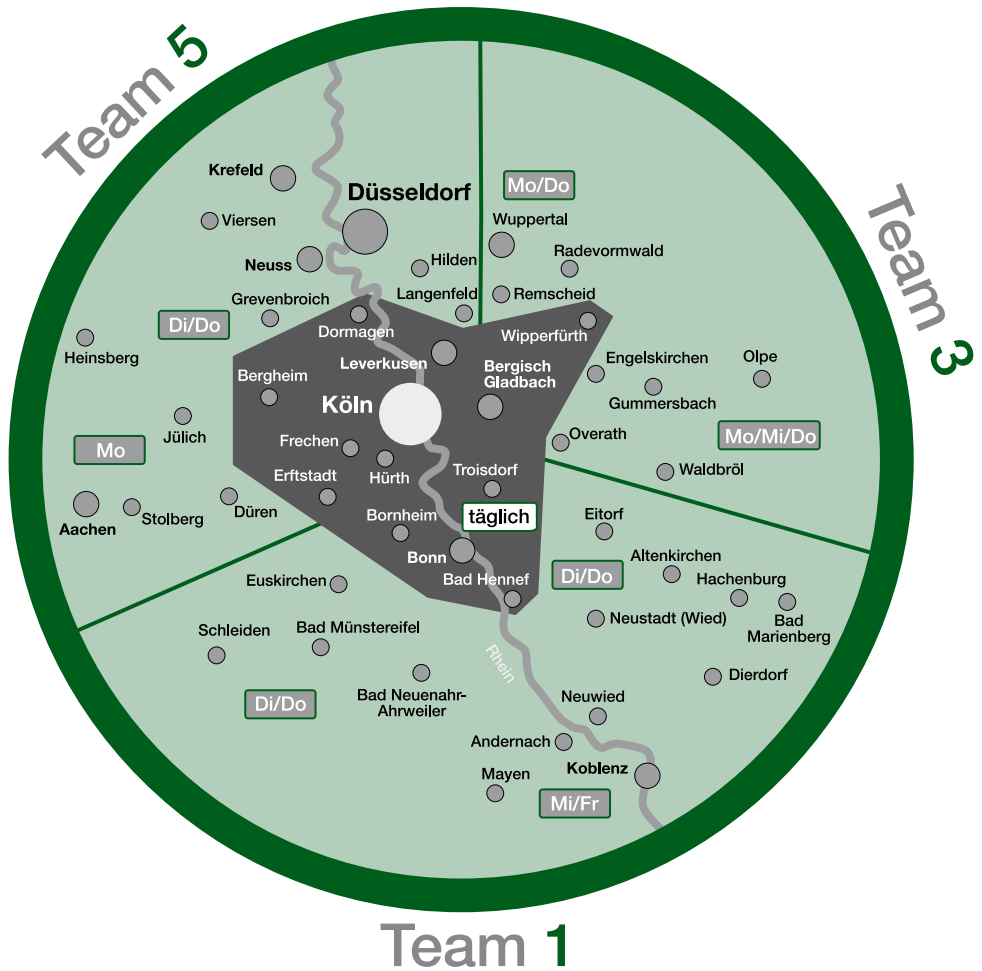 Team 5
Team 3
Krefeld
Mo/Do
Düsseldorf
Viersen
Wuppertal
Radevormwald
Neuss
Hilden
Grevenbroich
Langenfeld
Remscheid
Di/Do
Dormagen
Wipperfürth
Heinsberg
Leverkusen
Bergisch
Gladbach
Engelskirchen
Olpe
Bergheim
Köln
Gummersbach
Jülich
Mo
Frechen
Overath
Mo/Mi/Do
Hürth
Troisdorf
Waldbröl
Erftstadt
Düren
Aachen
Stolberg
Bornheim
täglich
Eitorf
Bonn
Altenkirchen
Euskirchen
Bad Hennef
Di/Do
Hachenburg
Neustadt (Wied)
Bad
Marienberg
Schleiden
Bad Münstereifel
Rhein
Dierdorf
Di/Do
Bad Neuenahr-
Ahrweiler
Neuwied
Andernach
Mayen
Koblenz
Mi/Fr
Team 1